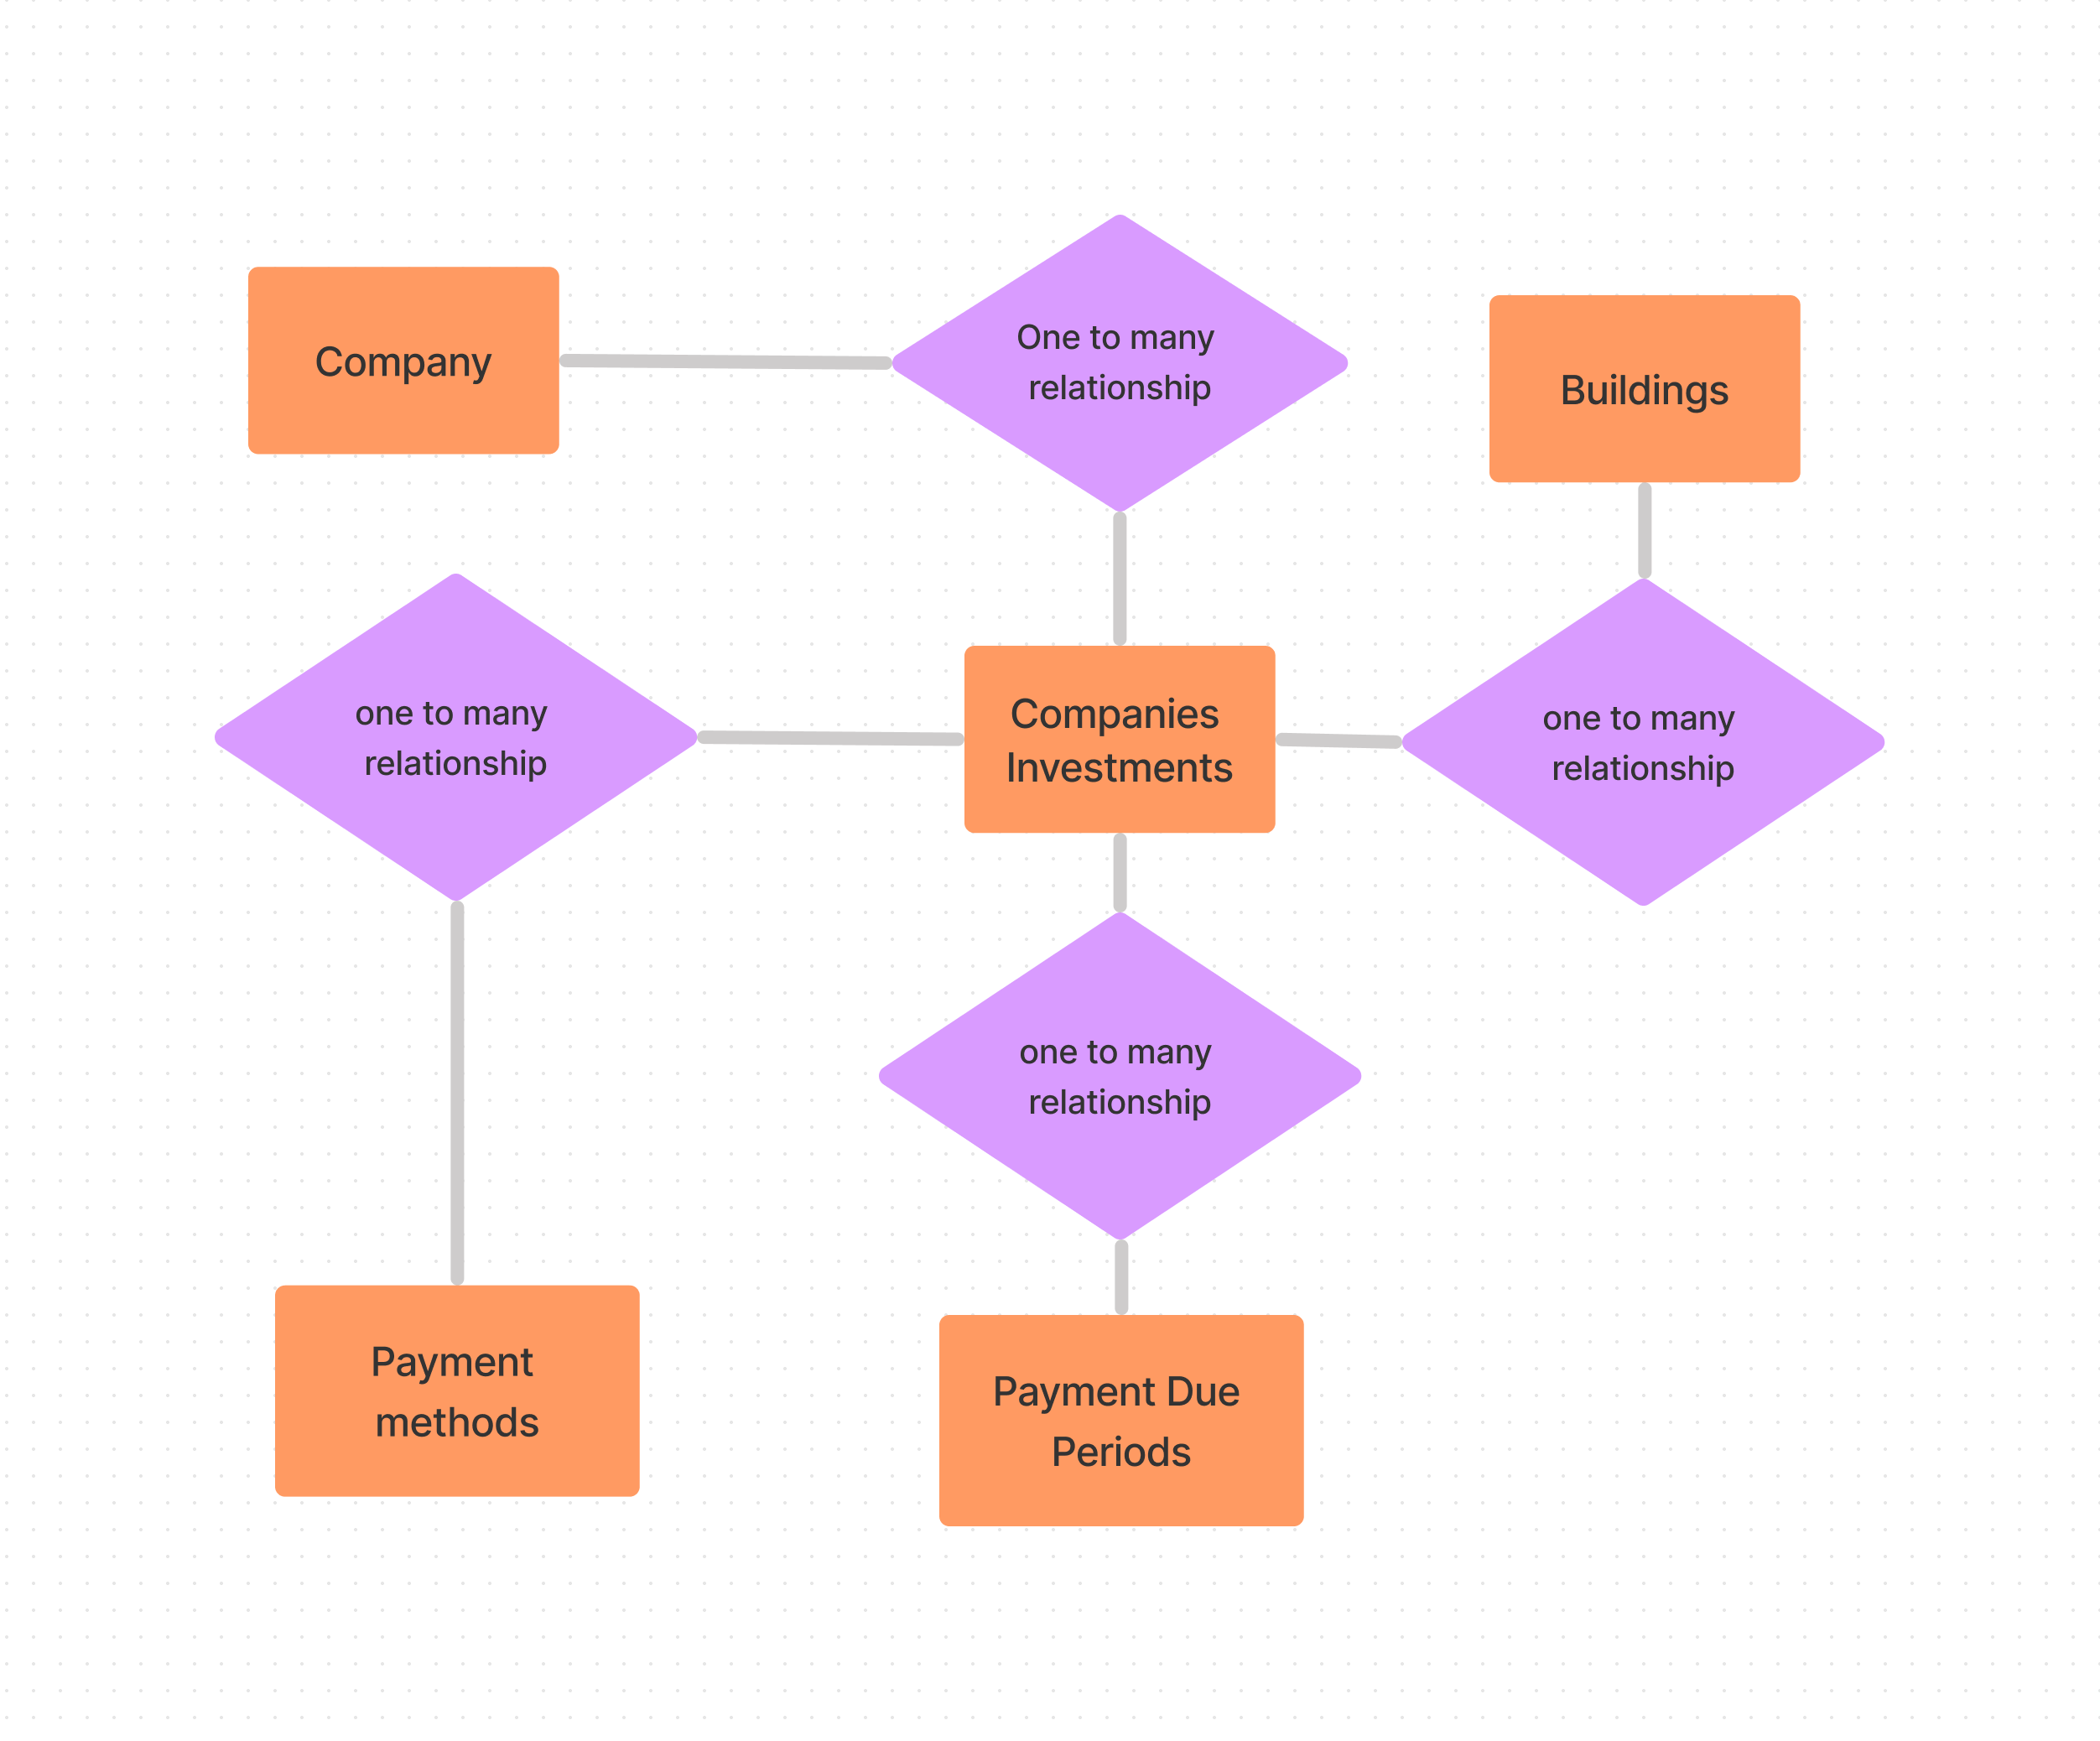 Company
One to many
relationship
Buildings
one to many
relationship
Companies
Investments
one to many
relationship
one to many
relationship
Payment
methods
Payment Due
Periods